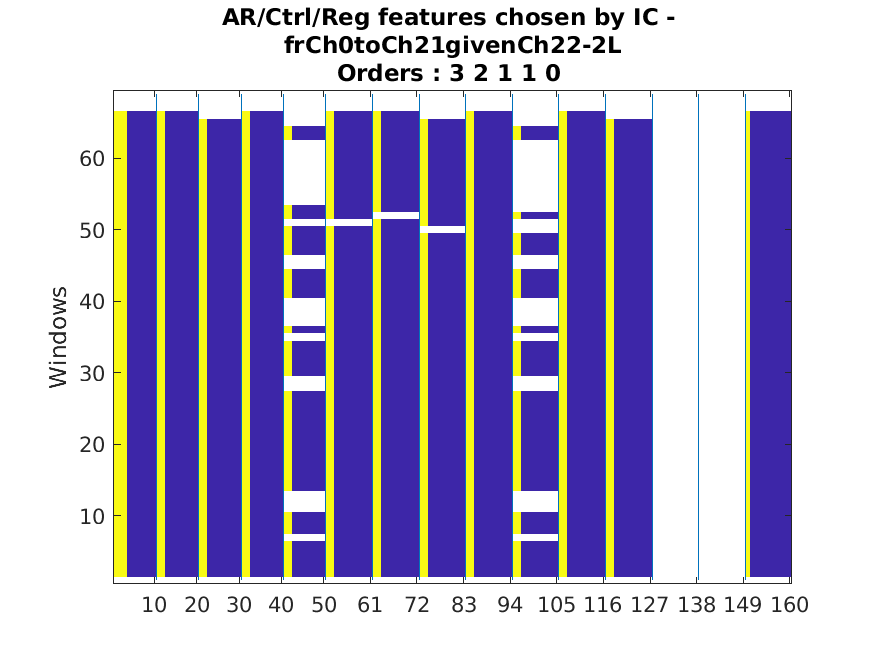 AR/Ctrl/Reg features chosen by IC -
frCh0toCh21givenCh22-2L
Orders : 3 2 1 1 0
60
50
40
30
20
10
Windows
10 20 30 40 50 61 72 83 94 105 116 127 138 149 160